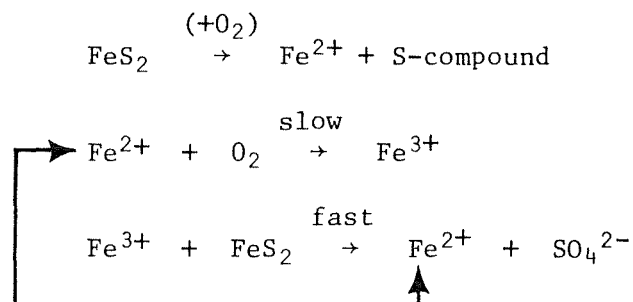 (+O₂)
FeS₂ → Fe²⁺ + S-compound
slow
Fe²⁺ + O₂ → Fe³⁺
fast
Fe³⁺ + FeS₂ → Fe²⁺ + SO₄²⁻